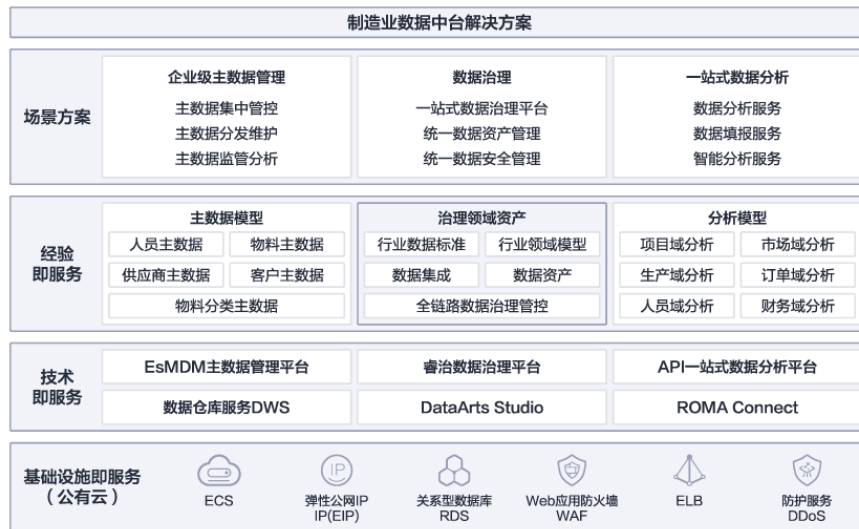 制造业数据中台解决方案
场景方案
企业级主数据管理
主数据集中管控
主数据分发维护
主数据监管分析
数据治理
一站式数据治理平台
统一数据资产管理
统一数据安全管理
一站式数据分析
数据分析服务
数据填报服务
智能分析服务
经验
即服务
主数据模型
人员主数据
物料主数据
供应商主数据
客户主数据
物料分类主数据
治理领域资产
行业数据标准
行业领域模型
数据集成
数据资产
全链路数据治理管控
分析模型
项目域分析
市场域分析
生产域分析
订单域分析
人员域分析
财务域分析
技术
即服务
EsMDM主数据管理平台
睿治数据治理平台
API一站式数据分析平台
数据仓库服务DWS
DataArts Studio
ROMA Connect
基础设施即服务
（公有云）
ECS
IP
弹性公网IP
IP(EIP)
关系型数据库
RDS
Web应用防火墙
WAF
ELB
防护服务
DDoS